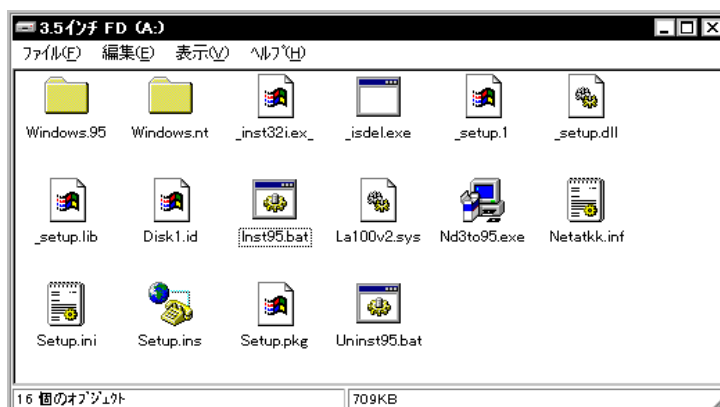 3.5インチ FD (A:)
ファイル(F) 編集(E) 表示(V) ヘルプ(H)
Windows.95 Windows.nt _inst32i.ex_ _isdel.exe _setup.1 _setup.dll
_setup.lib Disk1.id Inst95.bat La100v2.sys Nd3to95.exe Netatkk.inf
Setup.ini Setup.ins Setup.pkg Uninst95.bat
16 個のオブジェクト 709KB